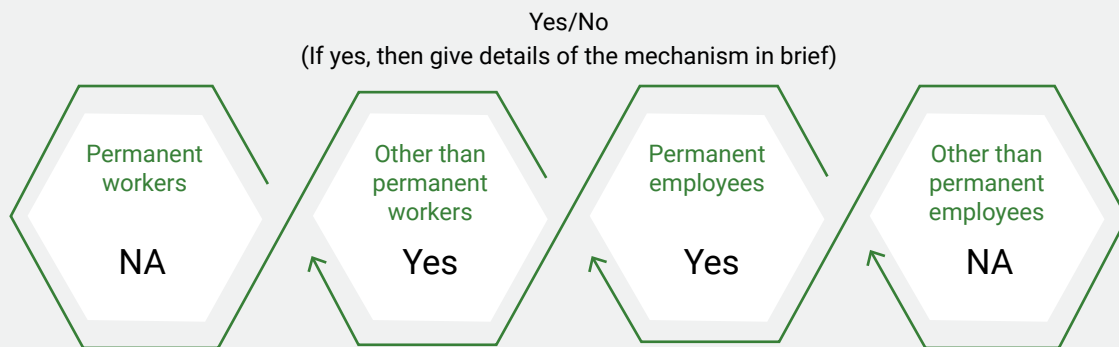 Yes/No
(If yes, then give details of the mechanism in brief)
Permanent
workers
NA
Other than
permanent
workers
Yes
Permanent
employees
Yes
Other than
permanent
employees
NA